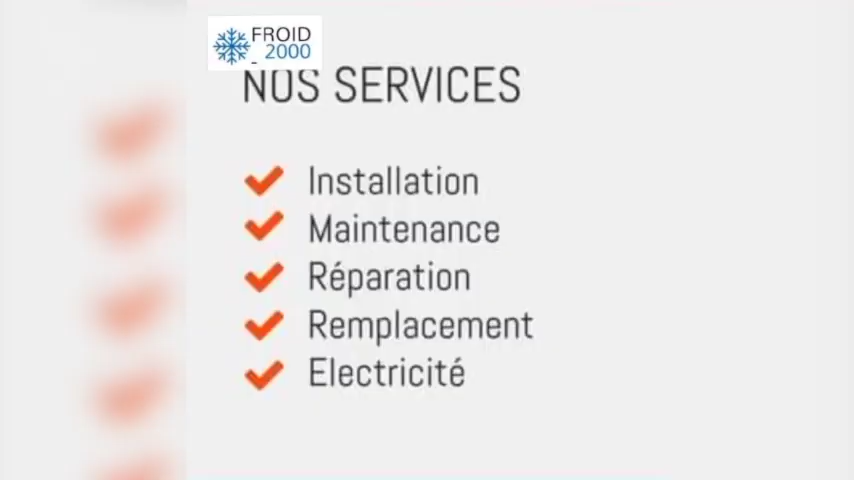 FROID
2000
NOS SERVICES
Installation
Maintenance
Réparation
Remplacement
Electricité